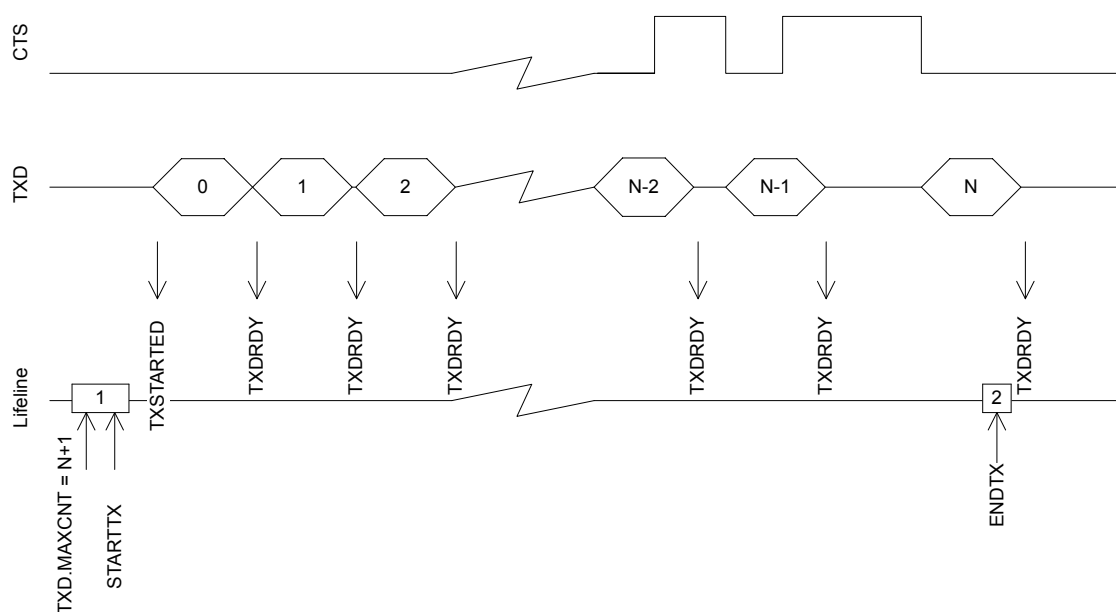 CTS
TXD
0
1
2
N-2
N-1
N
TXSTARTED
TXDRDY
TXDRDY
TXDRDY
TXDRDY
TXDRDY
TXDRDY
Lifeline
1
2
TXD.MAXCNT = N+1
STARTTX
ENDTX